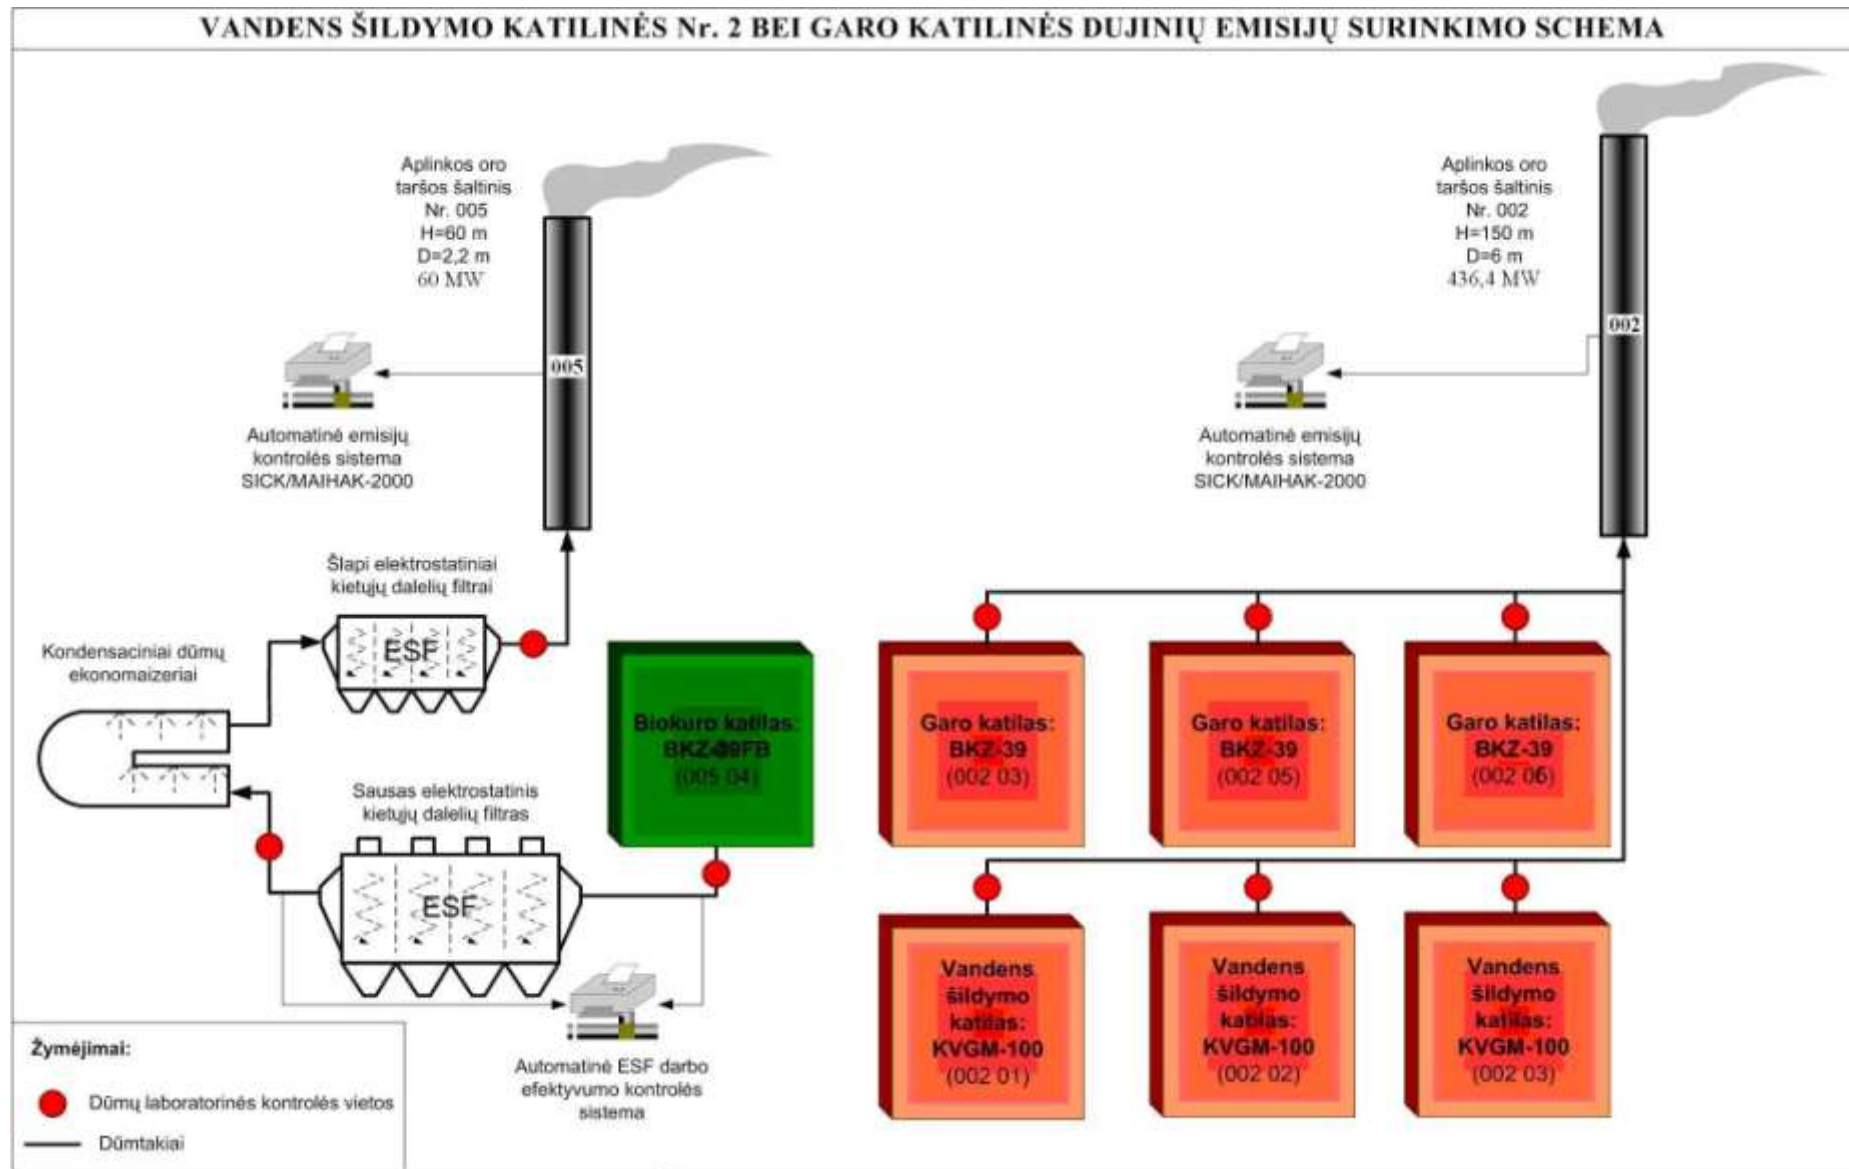 VANDENS ŠILDYMO KATILINĖS Nr. 2 BEI GARO KATILINĖS DUJINIŲ EMISIJŲ SURINKIMO SCHEMA
Aplinkos oro
taršos šaltinis
Nr. 005
H=60 m
D=2,2 m
60 MW
005
Automatinė emisijų
kontrolės sistema
SICK/MAIHAK-2000
Aplinkos oro
taršos šaltinis
Nr. 002
H=150 m
D=6 m
436,4 MW
002
Automatinė emisijų
kontrolės sistema
SICK/MAIHAK-2000
Šlapi elektrostatiniai
kietųjų dalelių filtrai
ESF
Kondensaciniai dūmų
ekonomaizeriai
Sausas elektrostatinis
kietųjų dalelių filtras
ESF
Biokuro katilas:
BKZ-39FB
(005 04)
Garo katilas:
BKZ-39
(002 03)
Garo katilas:
BKZ-39
(002 05)
Garo katilas:
BKZ-39
(002 06)
Vandens
šildymo
katilas:
KVGM-100
(002 01)
Vandens
šildymo
katilas:
KVGM-100
(002 02)
Vandens
šildymo
katilas:
KVGM-100
(002 03)
Automatinė ESF darbo
efektyvumo kontrolės
sistema
Žymėjimai:
Dūmų laboratorinės kontrolės vietos
Dūmtakiai